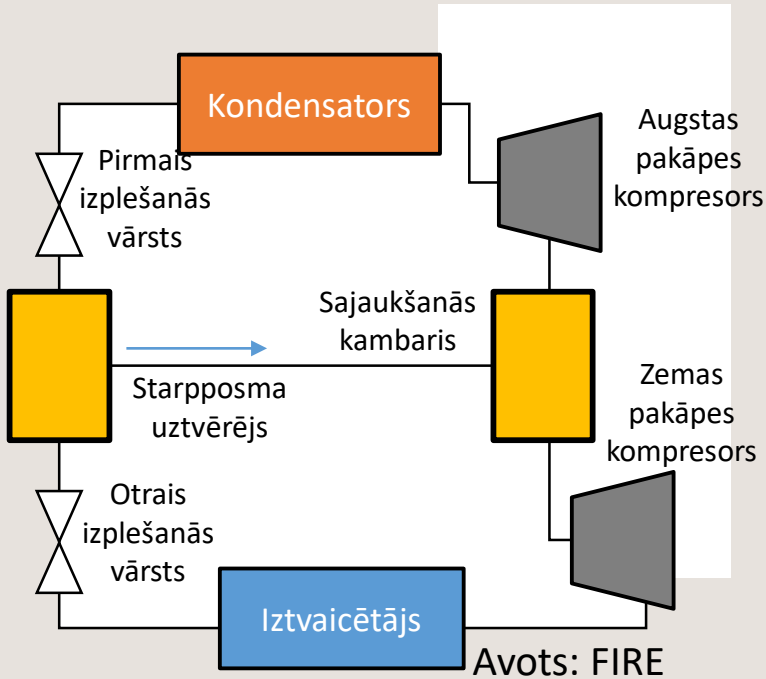 Kondensators
Augstas
pakāpes
kompresors
Pirmais
izplešanās
vārsts
Sajaukšanās
kambaris
Starpposma
uztvērējs
Zemas
pakāpes
kompresors
Otrais
izplešanās
vārsts
Iztvaicētājs
Avots: FIRE